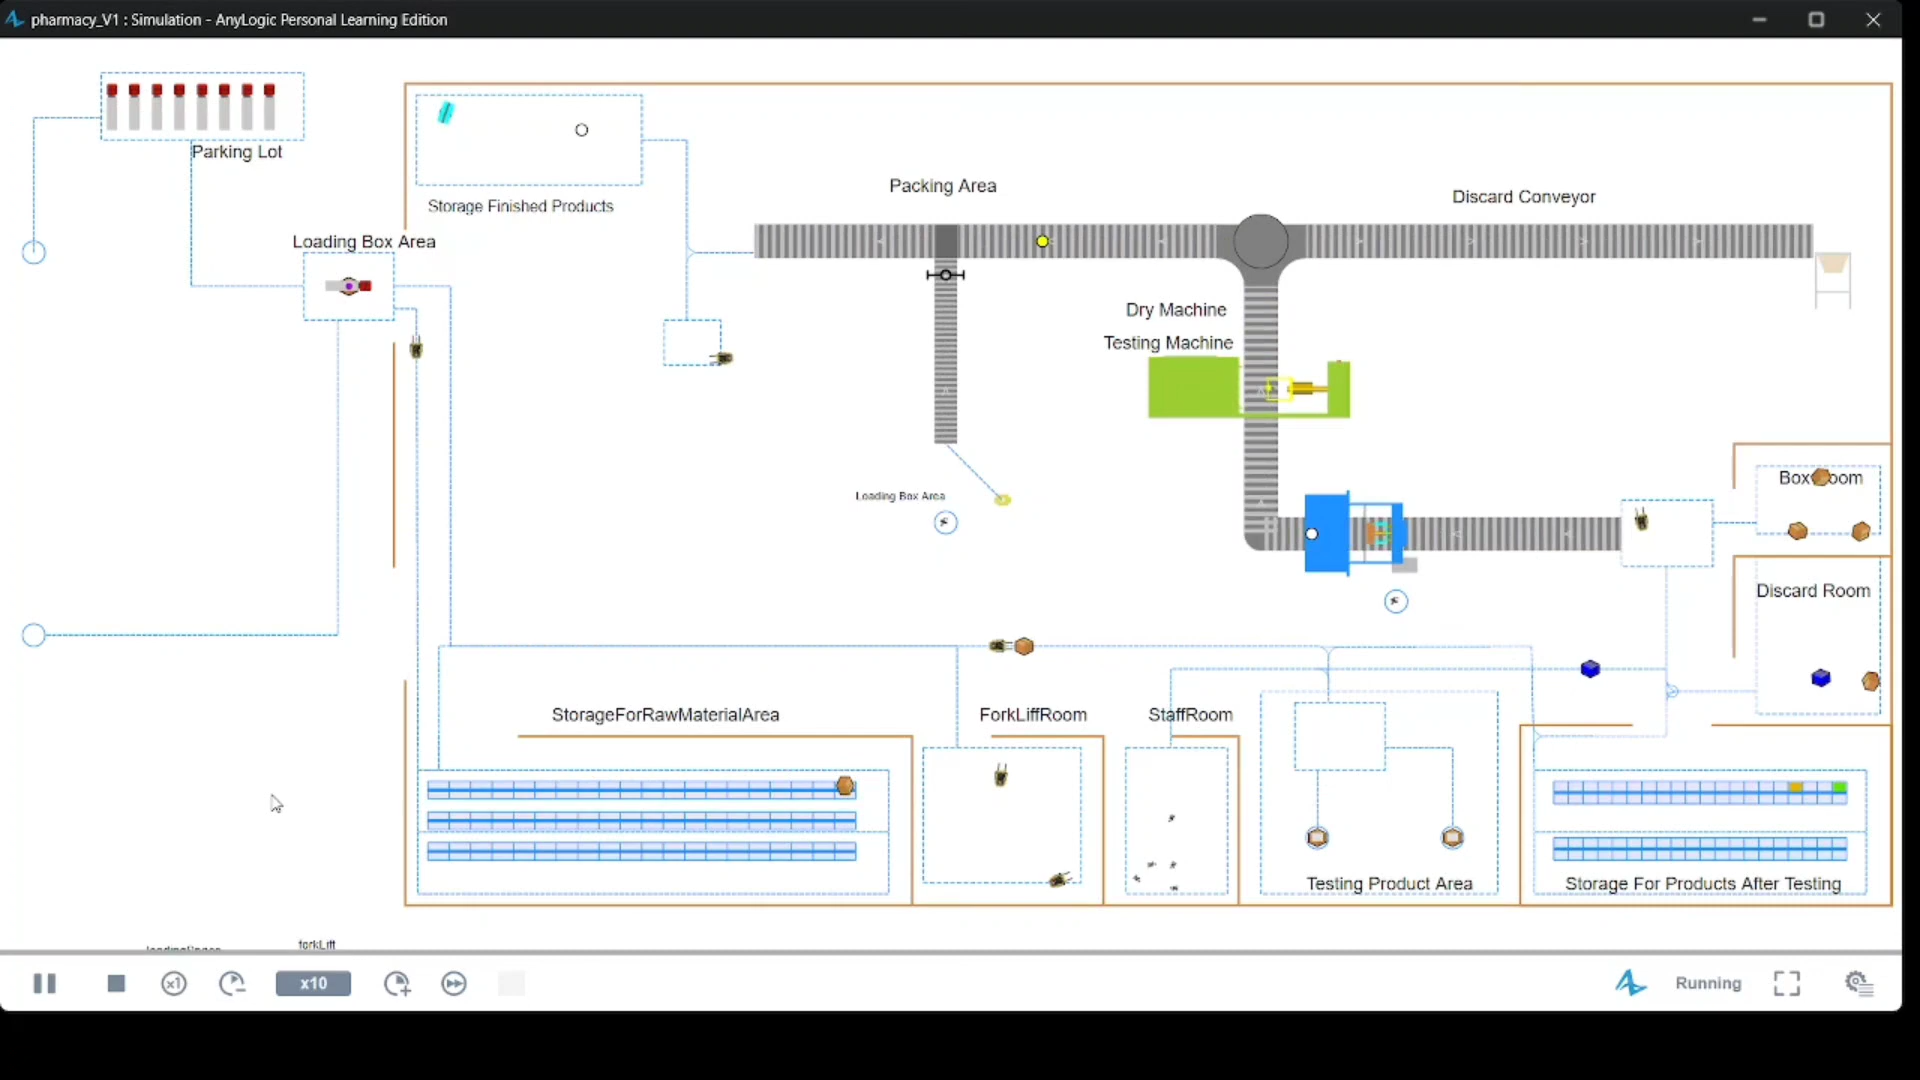 pharmacy_V1 : Simulation - AnyLogic Personal Learning Edition
Parking Lot
Storage Finished Products
Packing Area
Discard Conveyor
Loading Box Area
Dry Machine
Testing Machine
Loading Box Area
Discard Room
StorageForRawMaterialArea
ForkLiffRoom
StaffRoom
Testing Product Area
Storage For Products After Testing
forkLift
x1
x10
Running